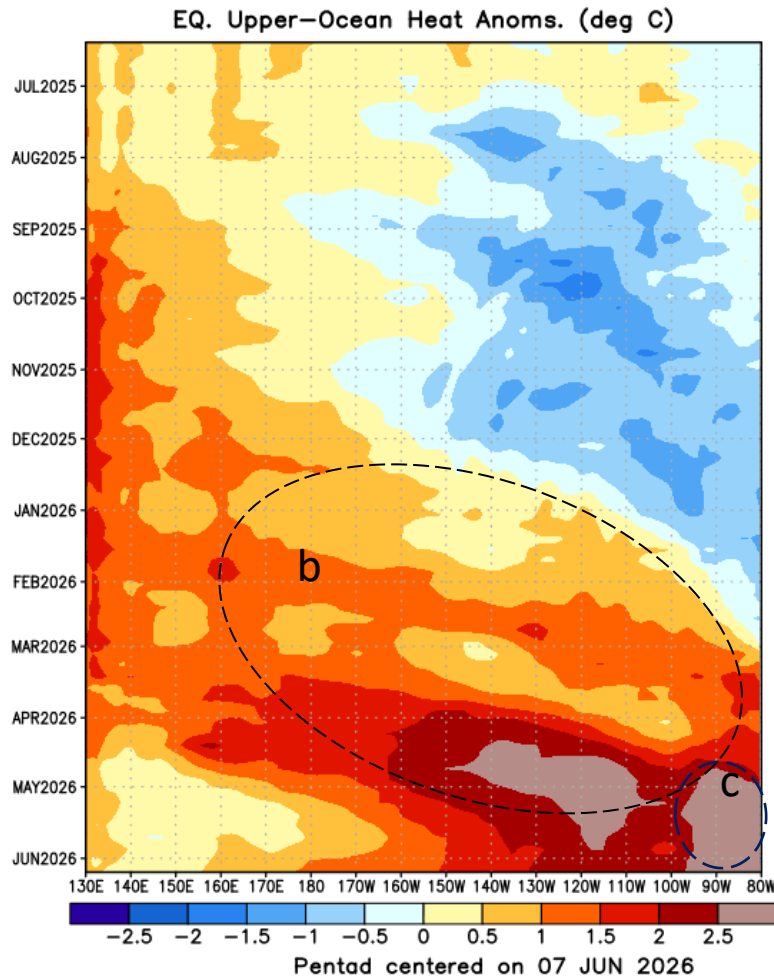 EQ. Upper-Ocean Heat Anoms. (deg C)
JUL2025
AUG2025
SEP2025
OCT2025
NOV2025
DEC2025
JAN2026
b
FEB2026
MAR2026
APR2026
c
MAY2026
JUN2026
130E 140E 150E 160E 170E 180 170W 160W 150W 140W 130W 120W 110W 100W 90W 80W
-2.5 -2 -1.5 -1 -0.5 0 0.5 1 1.5 2 2.5
Pentad centered on 07 JUN 2026